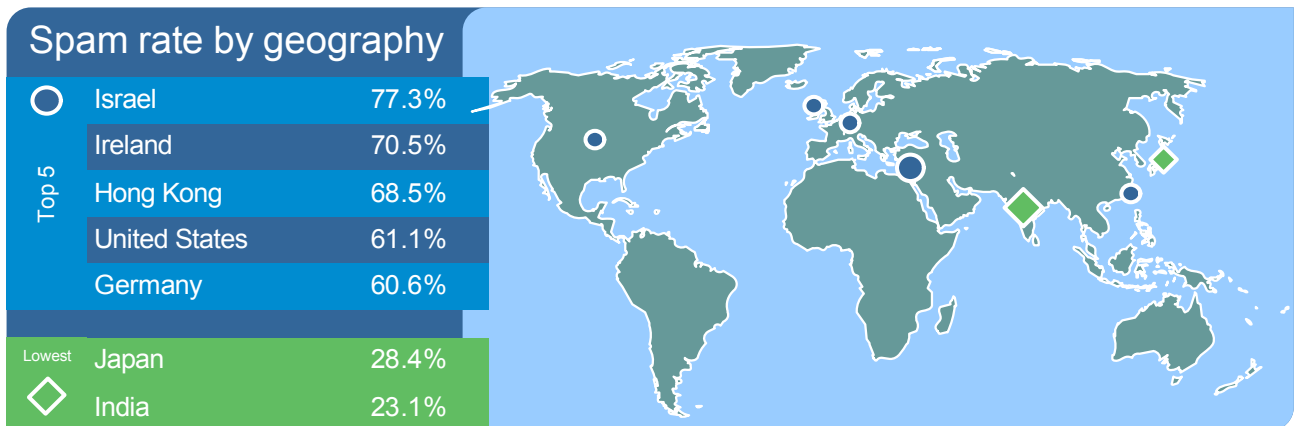 Spam rate by geography
Top 5
Israel 77.3%
Ireland 70.5%
Hong Kong 68.5%
United States 61.1%
Germany 60.6%
Lowest
Japan 28.4%
India 23.1%